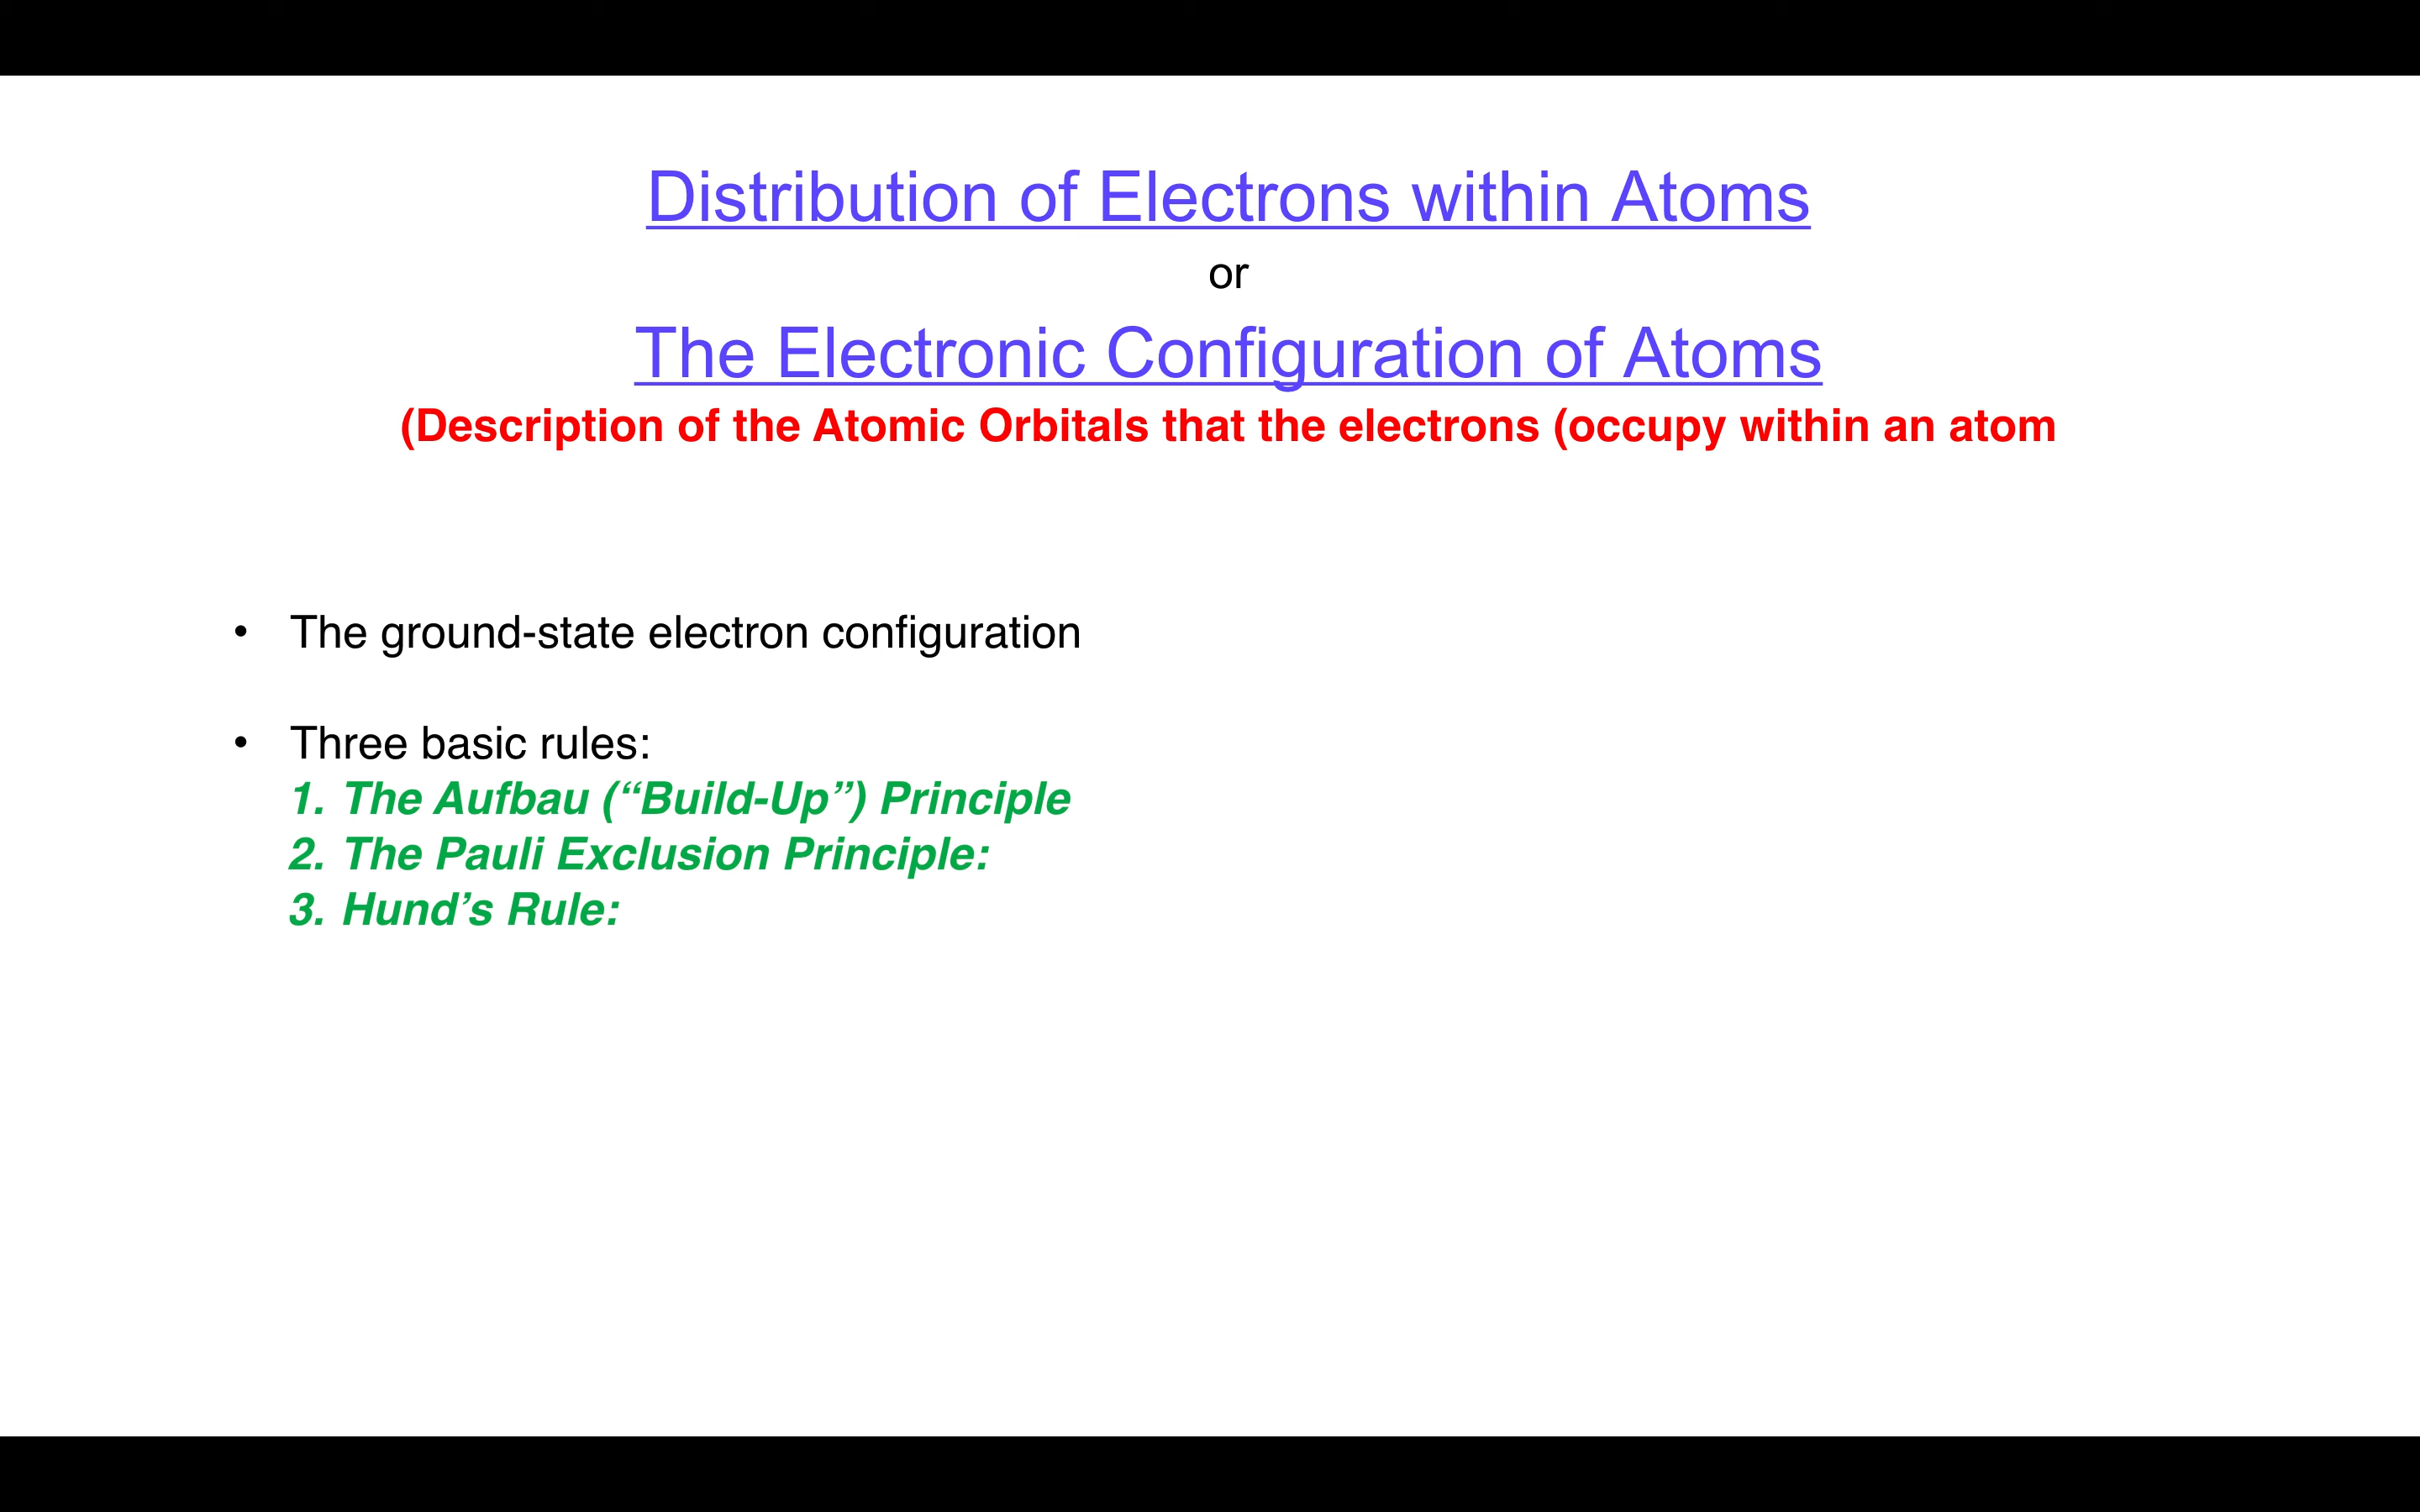 Distribution of Electrons within Atoms
or
The Electronic Configuration of Atoms
(Description of the Atomic Orbitals that the electrons (occupy within an atom
• The ground-state electron configuration
• Three basic rules:
1. The Aufbau (“Build-Up”) Principle
2. The Pauli Exclusion Principle:
3. Hund’s Rule: